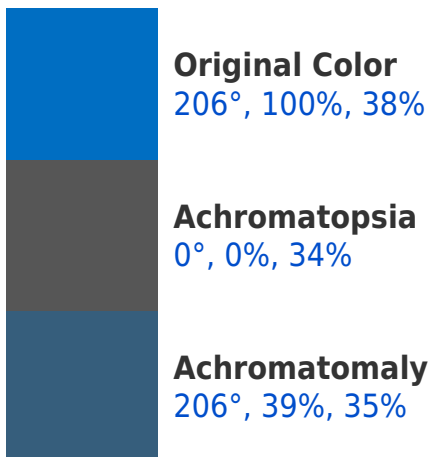 Original Color
206°, 100%, 38%
Achromatopsia
0°, 0%, 34%
Achromatomaly
206°, 39%, 35%